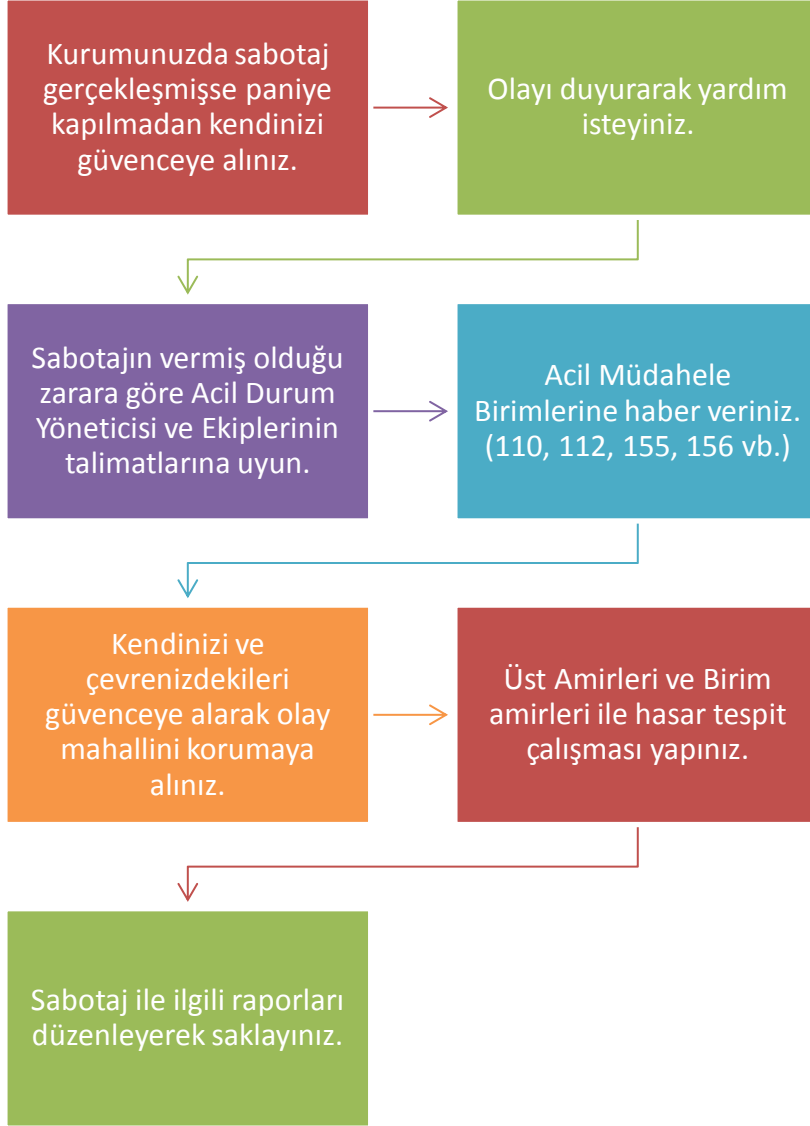 Kurumunuzda sabotaj
gerçekleşmişse paniye
kapılmadan kendinizi
güvenceye alınız.
Olayı duyurarak yardım
isteyiniz.
Sabotajın vermiş olduğu
zarara göre Acil Durum
Yöneticisi ve Ekiplerinin
talimatlarına uyun.
Acil Müdahele
Birimlerine haber veriniz.
(110, 112, 155, 156 vb.)
Kendinizi ve
çevrenizdekileri
güvenceye alarak olay
mahallini korumaya
alınız.
Üst Amirleri ve Birim
amirleri ile hasar tespit
çalışması yapınız.
Sabotaj ile ilgili raporları
düzenleyerek saklayınız.